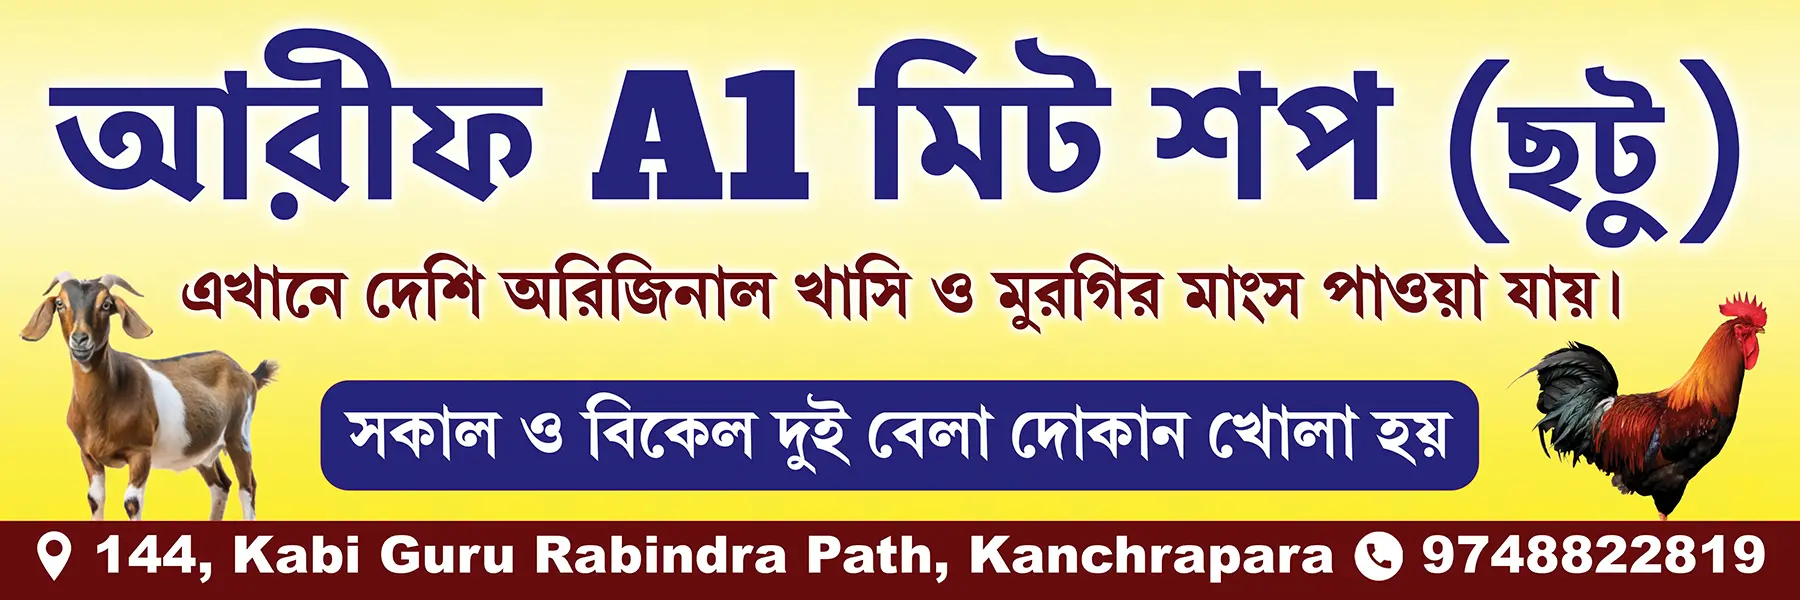 আরীফ A1 মিট শপ (ছটু)
এখানে দেশি অরিজিনাল খাসি ও মুরগির মাংস পাওয়া যায়।
সকাল ও বিকেল দুই বেলা দোকান খোলা হয়
144, Kabi Guru Rabindra Path, Kanchrapara 9748822819